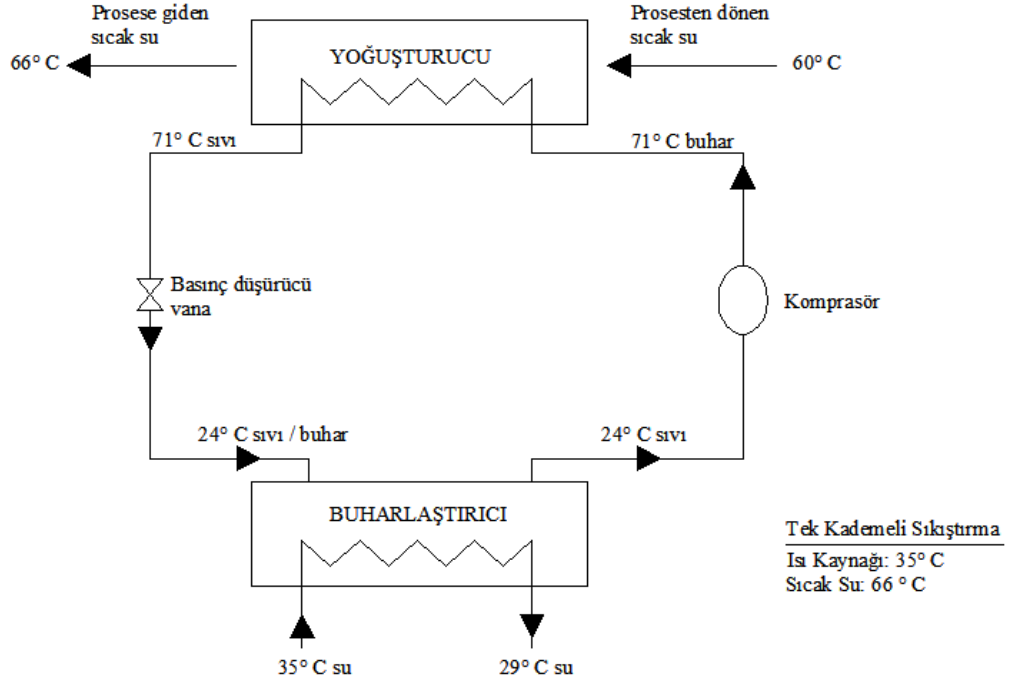 Prosese giden
sıcak su
Prosesten dönen
sıcak su
66° C
YOĞUŞTURUCU
60° C
71° C sıvı
71° C buhar
Basınç düşürücü
vana
Komprasör
24° C sıvı / buhar
24° C sıvı
BUHARLAŞTIRICI
Tek Kademeli Sıkıştırma
Isı Kaynağı: 35° C
Sıcak Su: 66 ° C
35° C su
29° C su